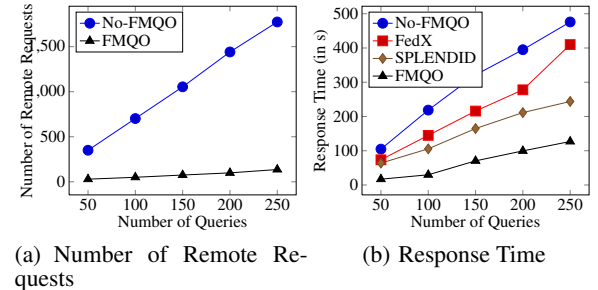 No-FMQO
FMQO
Number of Remote Requests
1,500
500
0
50 100 150 200 250
Number of Queries
(a) Number of Remote Re-
quests
No-FMQO
FedX
SPLENDID
FMQO
Response Time (in s)
500
400
300
200
100
0
50 100 150 200 250
Number of Queries
(b) Response Time